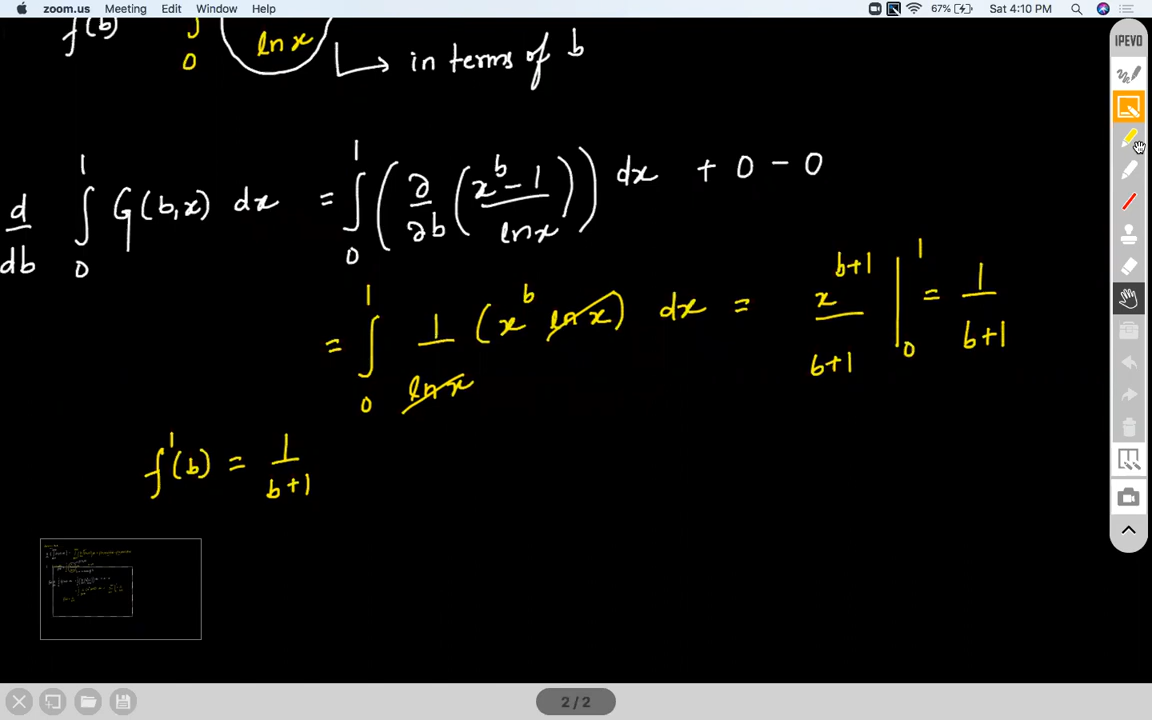 zoom.us Meeting Edit Window Help 67% Sat 4:10 PM
IPEVO
f(b) ∫ 0 ln x
→ in terms of b
d/db ∫₀¹ G(b,x) dx = ∫₀¹ (∂/∂b ((x^b - 1)/ln x)) dx + 0 - 0
= ∫₀¹ 1/ln x (x^b ln x) dx = x^(b+1)/(b+1) |₀¹ = 1/(b+1)
f'(b) = 1/(b+1)
2/2